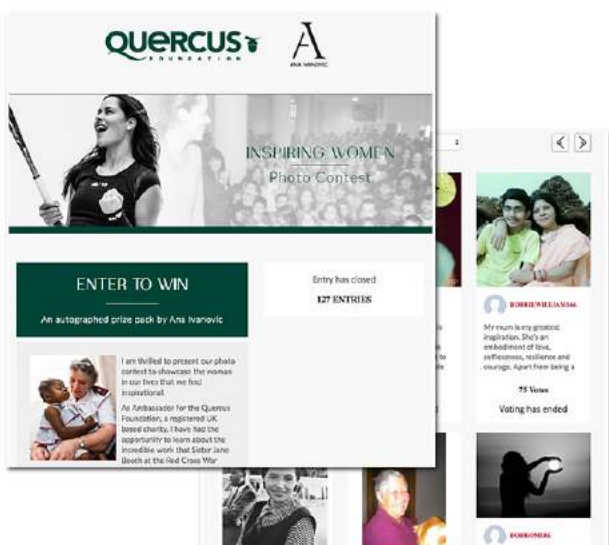 QUERCUS
FOUNDATION
ANA IVANOVIC
INSPIRING WOMEN
Photo Contest
ENTER TO WIN
An autographed prize pack by Ana Ivanovic
Entry has closed
127 ENTRIES
I am thrilled to present our photo
contest to showcase the women
in our lives that we find
inspirational.
As Ambassador for the Quercus
Foundation, a registered UK
based charity, I have had the
opportunity to learn about the
incredible work that Sister Jane
Booth at the Red Cross War
ROBBIEWILLIAMS66
My mum is my greatest
inspiration. She's an
embodiment of love,
selflessness, resilience and
courage. Apart from being a
75 Votes
Voting has ended